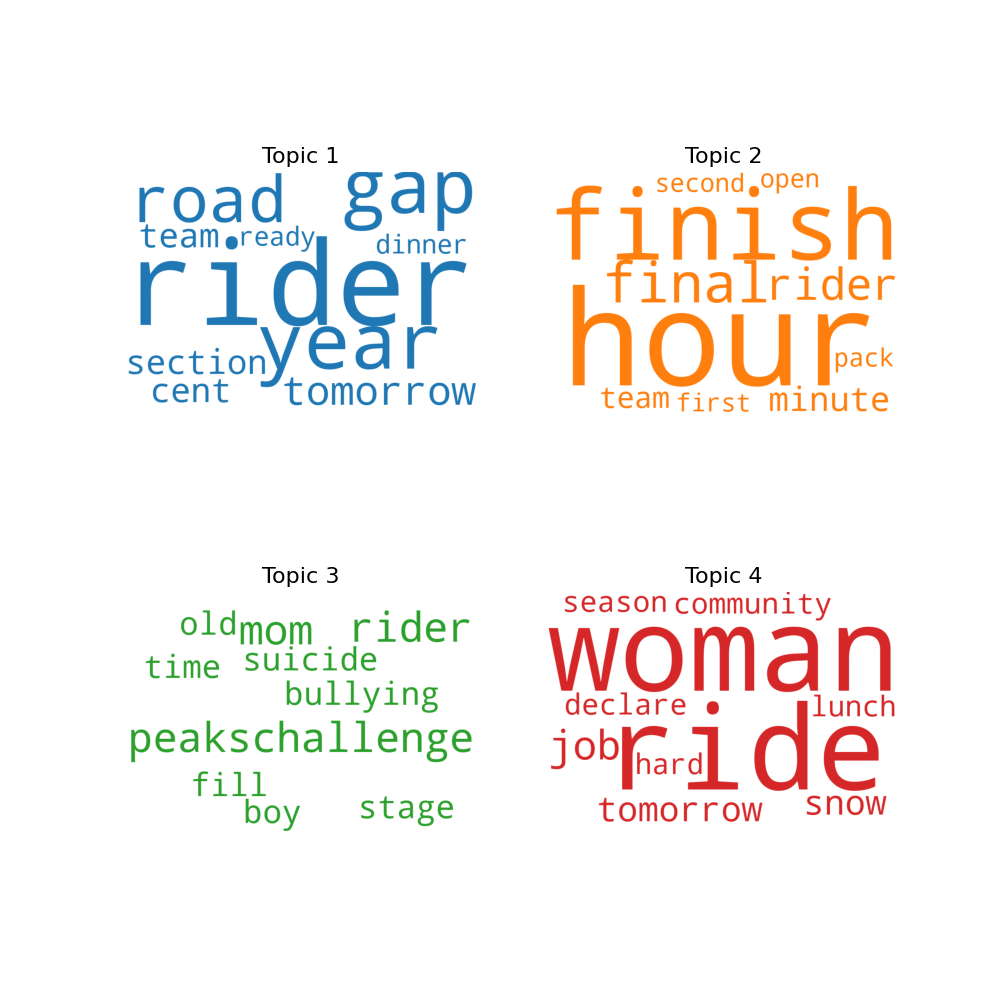 Topic 1
road gap
team ready dinner
rider
year
section
cent tomorrow
Topic 2
second open
finish
final rider
hour
pack
team first minute
Topic 3
old mom rider
time suicide
bullying
peakschallenge
fill
boy stage
Topic 4
season community
woman
declare lunch
job ride
hard
tomorrow snow